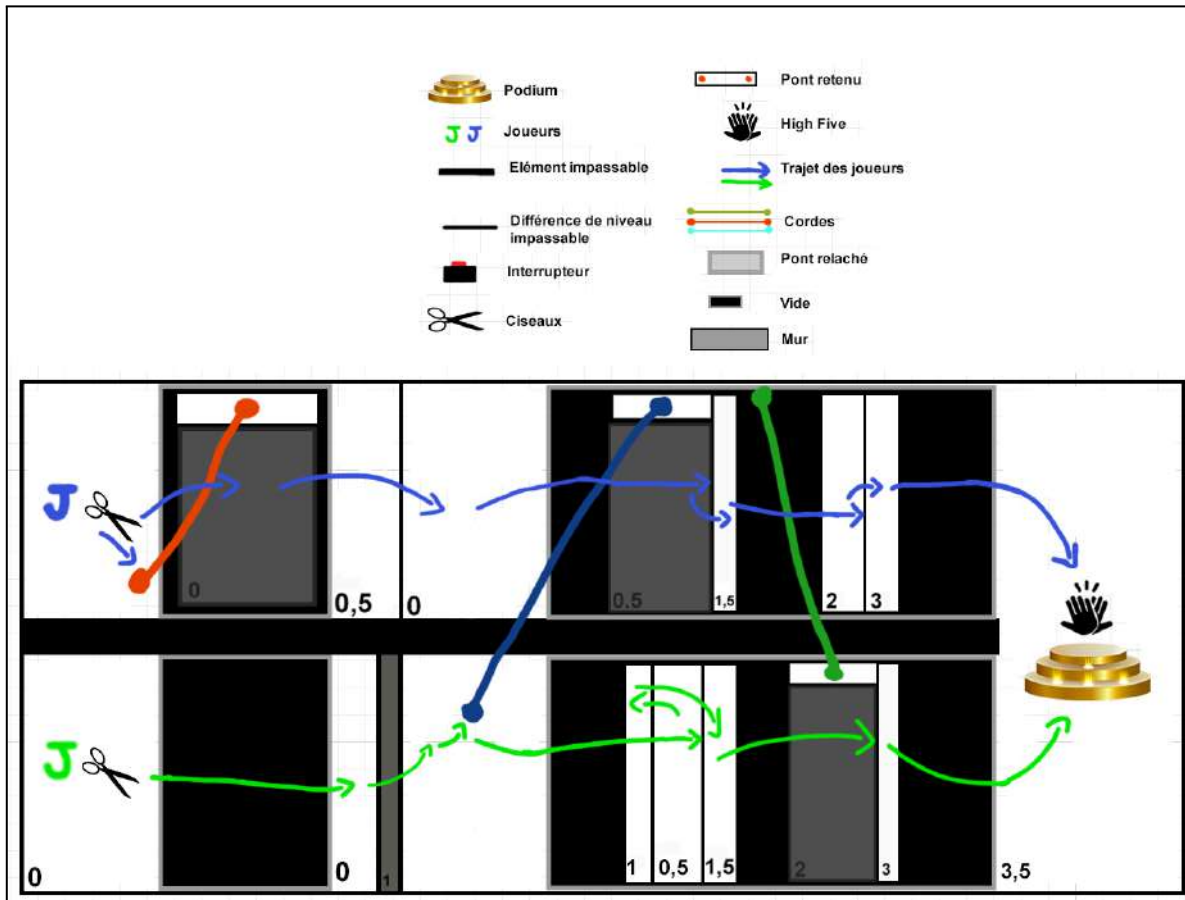 Podium
Pont retenu
J J
Joueurs
High Five
Elément impassable
Trajet des joueurs
Différence de niveau
impassable
Cordes
Interrupteur
Pont relaché
Ciseaux
Vide
Mur
J
0
0,5
0
0.5
1,5
2
3
J
0
0
1
1
0,5
1,5
2
3
3,5